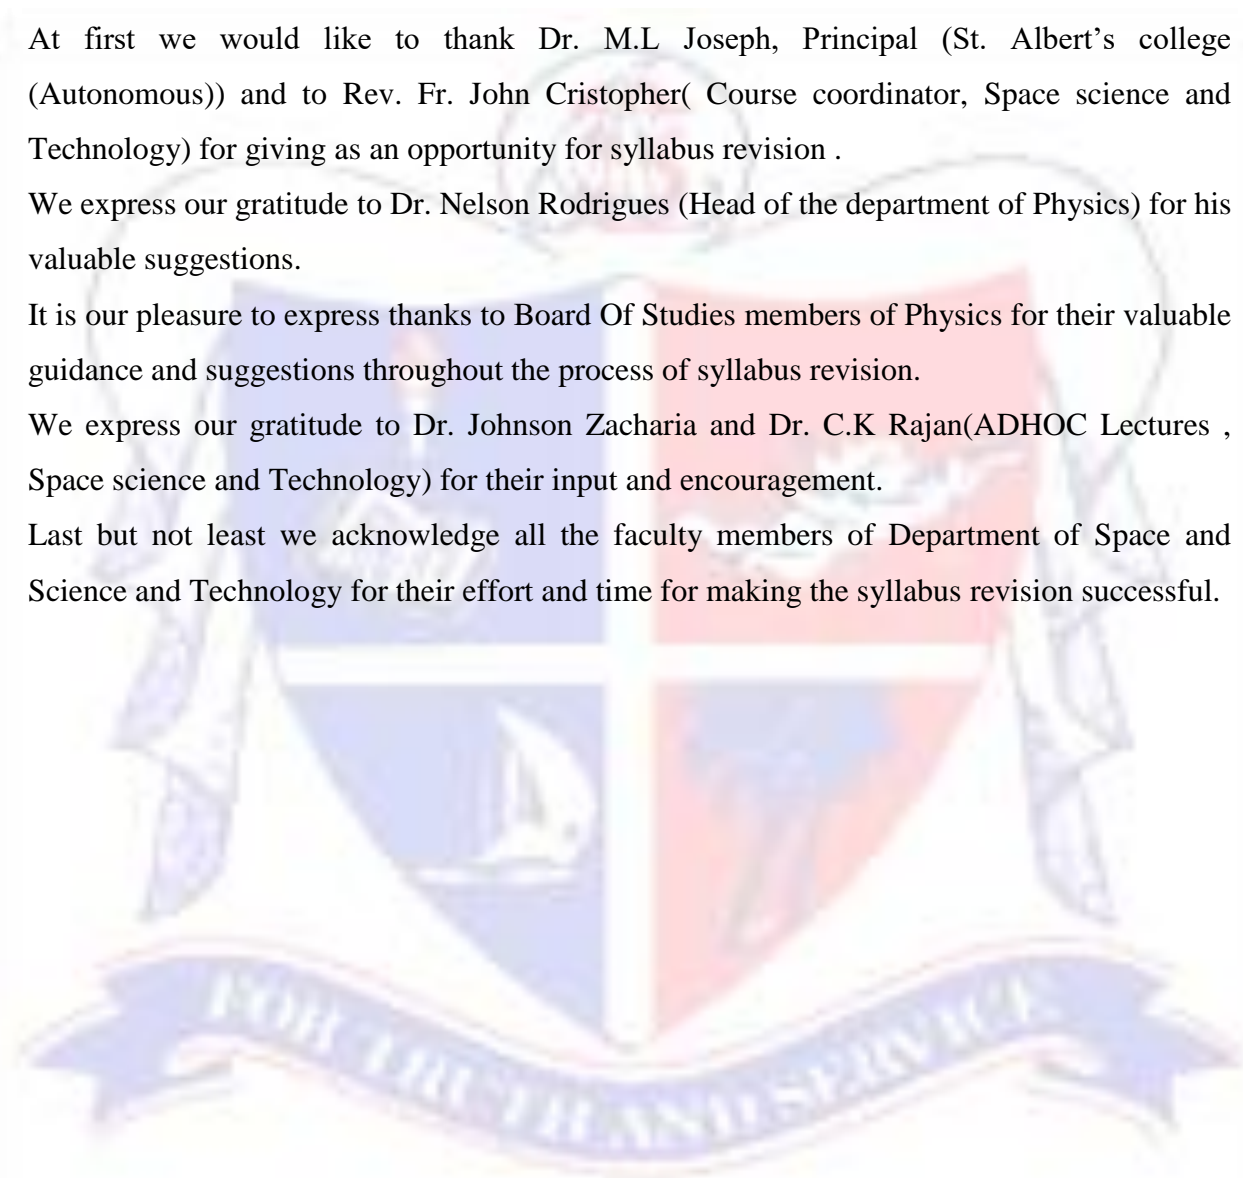 At first we would like to thank Dr. M.L Joseph, Principal (St. Albert’s college
(Autonomous)) and to Rev. Fr. John Cristopher( Course coordinator, Space science and
Technology) for giving as an opportunity for syllabus revision .
We express our gratitude to Dr. Nelson Rodrigues (Head of the department of Physics) for his
valuable suggestions.
It is our pleasure to express thanks to Board Of Studies members of Physics for their valuable
guidance and suggestions throughout the process of syllabus revision.
We express our gratitude to Dr. Johnson Zacharia and Dr. C.K Rajan(ADHOC Lectures ,
Space science and Technology) for their input and encouragement.
Last but not least we acknowledge all the faculty members of Department of Space and
Science and Technology for their effort and time for making the syllabus revision successful.
FOR TRUTH AND SERVICE